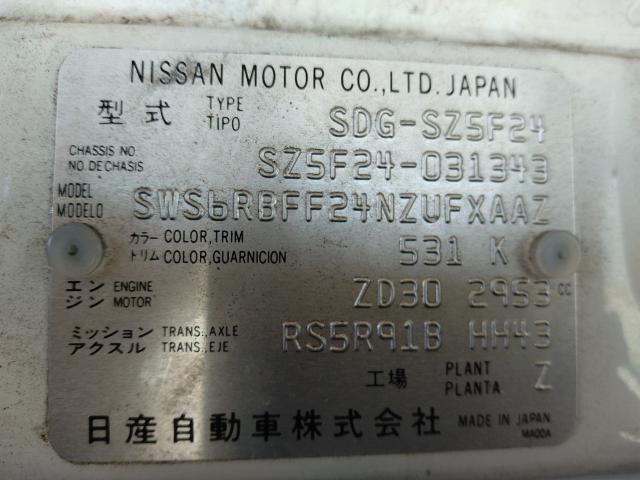 NISSAN MOTOR CO.,LTD. JAPAN
型式 TYPE TIPO SDG-SZ5F24
CHASSIS NO. NO. DE CHASIS SZ5F24-031343
MODEL MODELO SWS6RBFF24NZUFXAAZ
カラー COLOR,TRIM トリム COLOR,GUARNICION 531 K
エンジン ENGINE MOTOR ZD30 2953 cc
ミッション TRANS.,AXLE アクスル TRANS.,EJE RS5R91B HH43
工場 PLANT PLANTA Z
日産自動車株式会社 MADE IN JAPAN
MA00A